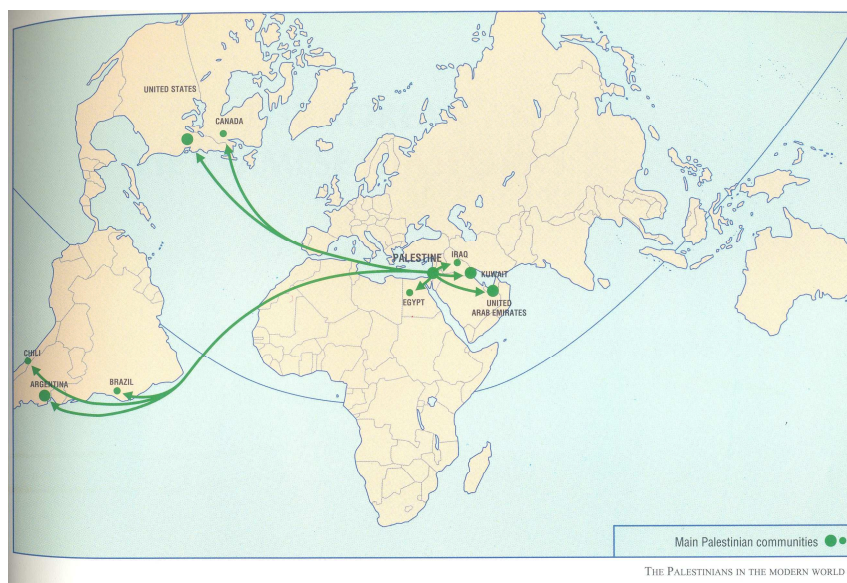 UNITED STATES
CANADA
PALESTINE
IRAQ
KUWAIT
EGYPT
UNITED
ARAB EMIRATES
CHILI
ARGENTINA
BRAZIL
Main Palestinian communities
THE PALESTINIANS IN THE MODERN WORLD